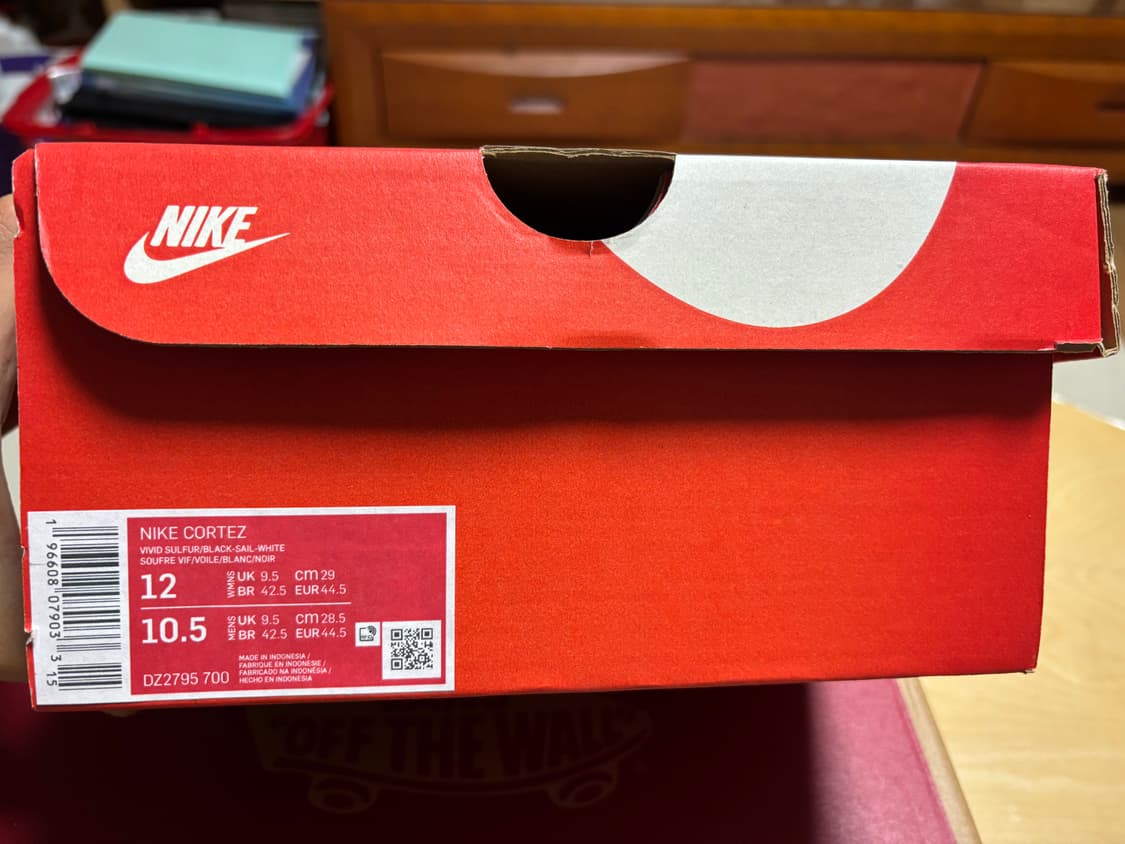 NIKE
NIKE CORTEZ
VIVID SULFUR/BLACK-SAIL-WHITE
SOUFRE VIF/VOILE/BLANC/NOIR
12 WMNS UK 9.5 cm 29
BR 42.5 EUR 44.5
10.5 MENS UK 9.5 cm 28.5
BR 42.5 EUR 44.5
MADE IN INDONESIA /
FABRIQUE EN INDONESIE /
FABRICADO NA INDONÉSIA /
HECHO EN INDONESIA
DZ2795 700
1 96608 07903 3 15
"OFF THE WALL"